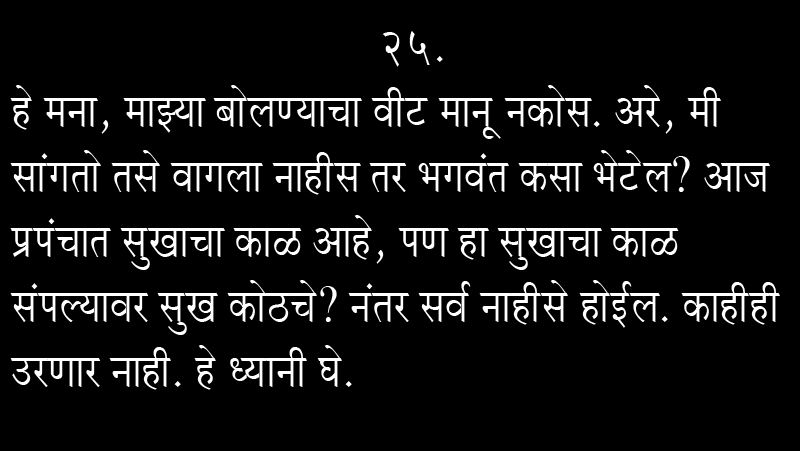 २५.
हे मना, माझ्या बोलण्याचा वीट मानू नकोस. अरे, मी
सांगतो तसे वागला नाहीस तर भगवंत कसा भेटेल? आज
प्रपंचात सुखाचा काळ आहे, पण हा सुखाचा काळ
संपल्यावर सुख कोठचे? नंतर सर्व नाहीसे होईल. काहीही
उरणार नाही. हे ध्यानी घे.